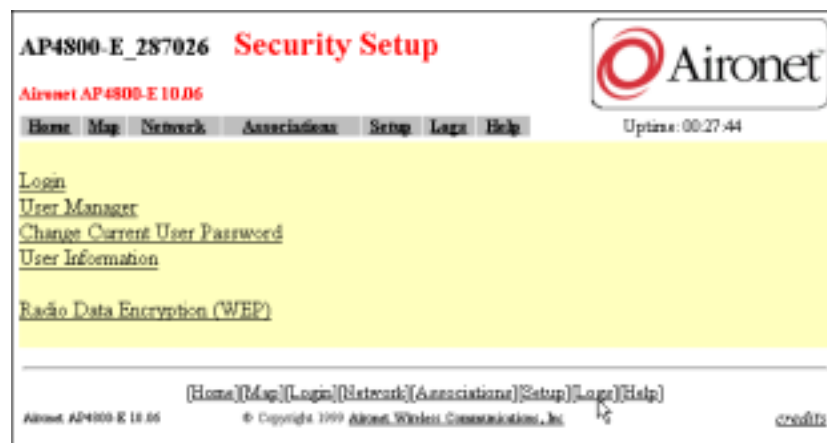 AP4800-E_287026 Security Setup
Aironet
Aironet AP4800-E 10.06
Home Map Network Associations Setup Logs Help
Uptime: 00:27:44
Login
User Manager
Change Current User Password
User Information
Radio Data Encryption (WEP)
[Home][Map][Login][Network][Associations][Setup][Logs][Help]
Aironet AP4800-E 10.06
© Copyright 1999 Aironet Wireless Communications, Inc
credits